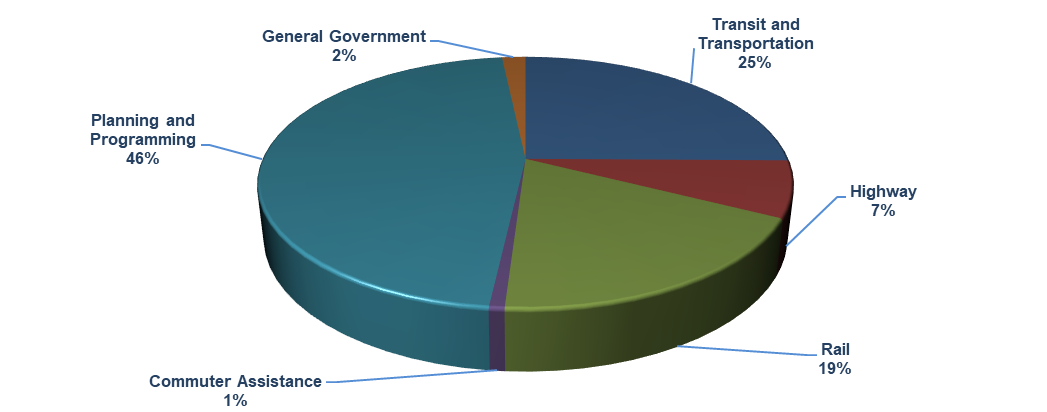 Transit and
Transportation
25%
General Government
2%
Planning and
Programming
46%
Highway
7%
Rail
19%
Commuter Assistance
1%